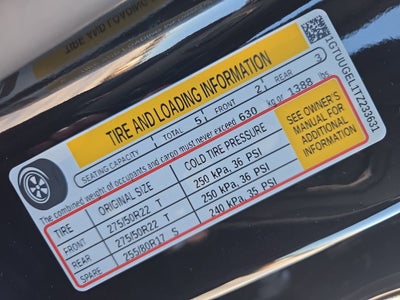 TIRE AND LOADING INFORMATION
SEATING CAPACITY | TOTAL 5 | FRONT 2 | REAR 3
The combined weight of occupants and cargo must never exceed 630 kg or 1388 lbs
TIRE ORIGINAL SIZE COLD TIRE PRESSURE
FRONT 275/50R22 T 250 kPa, 36 PSI
REAR 275/50R22 T 250 kPa, 36 PSI
SPARE 255/80R17 S 240 kPa, 35 PSI
SEE OWNER'S
MANUAL FOR
ADDITIONAL
INFORMATION
1GTUUGEL1TZ233631